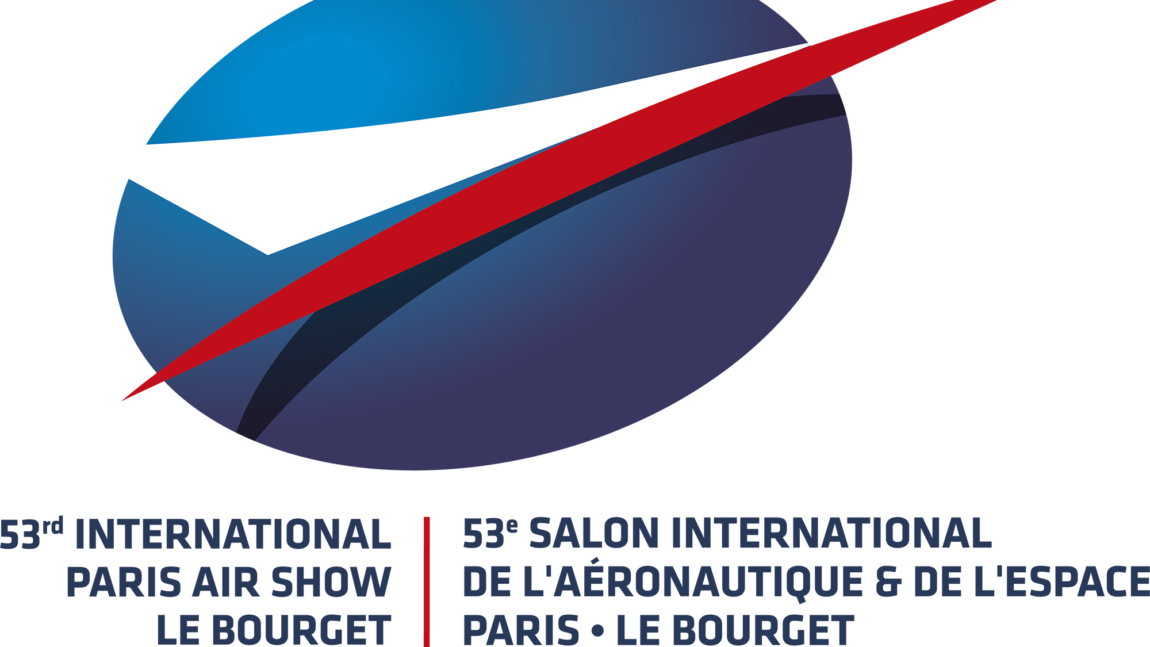 53rd INTERNATIONAL
PARIS AIR SHOW
LE BOURGET
53e SALON INTERNATIONAL
DE L'AÉRONAUTIQUE & DE L'ESPACE
PARIS • LE BOURGET